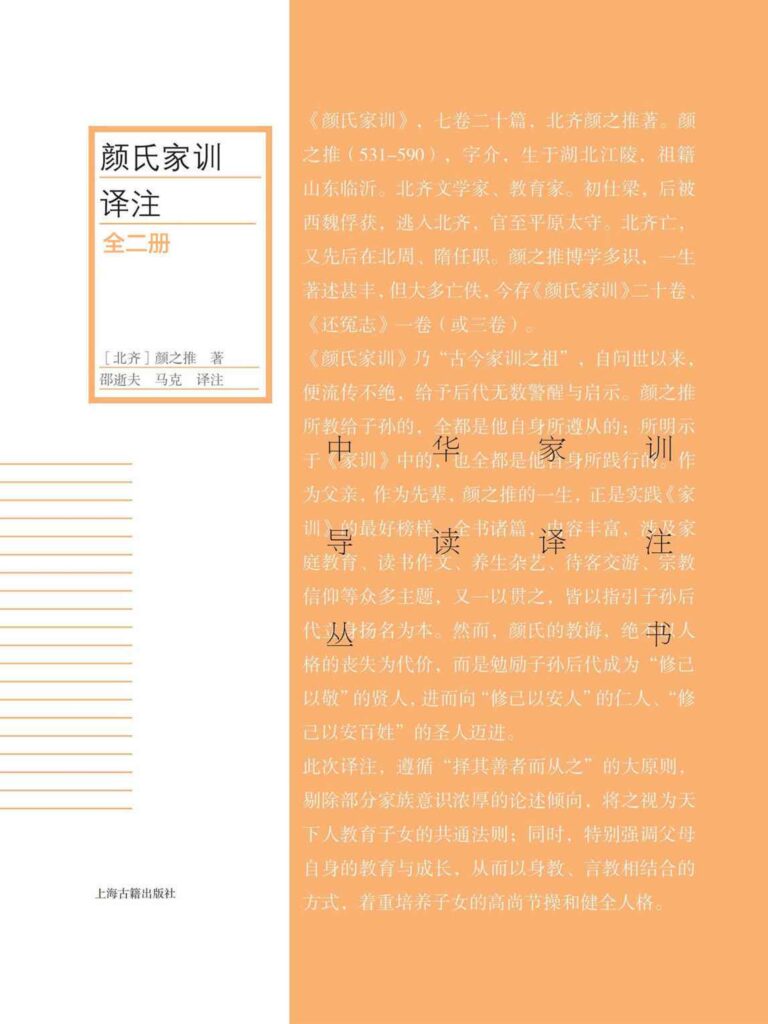 颜氏家训
译注
全二册
［北齐］颜之推 著
邵逝夫 马克 译注
上海古籍出版社
《颜氏家训》，七卷二十篇，北齐颜之推著。颜
之推（531–590），字介，生于湖北江陵，祖籍
山东临沂。北齐文学家、教育家。初仕梁，后被
西魏俘获，逃入北齐，官至平原太守。北齐亡，
又先后在北周、隋任职。颜之推博学多识，一生
著述甚丰，但大多亡佚，今存《颜氏家训》二十卷、
《还冤志》一卷（或三卷）。
《颜氏家训》乃“古今家训之祖”，自问世以来，
便流传不绝，给予后代无数警醒与启示。颜之推
所教给子孙的，全都是他自身所遵从的；所明示
于《家训》中的，也全都是他自身所践行的。作
为父亲，作为先辈，颜之推的一生，正是实践《家
训》的最好榜样。全书诸篇，内容丰富，涉及家
庭教育、读书作文、养生杂艺、待客交游、宗教
信仰等众多主题，又一以贯之，皆以指引子孙后
代立身扬名为本。然而，颜氏的教诲，绝不以人
格的丧失为代价，而是勉励子孙后代成为“修己
以敬”的贤人，进而向“修己以安人”的仁人、“修
己以安百姓”的圣人迈进。
此次译注，遵循“择其善者而从之”的大原则，
剔除部分家族意识浓厚的论述倾向，将之视为天
下人教育子女的共通法则；同时，特别强调父母
自身的教育与成长，从而以身教、言教相结合的
方式，着重培养子女的高尚节操和健全人格。
中华家训
导读译注
丛书